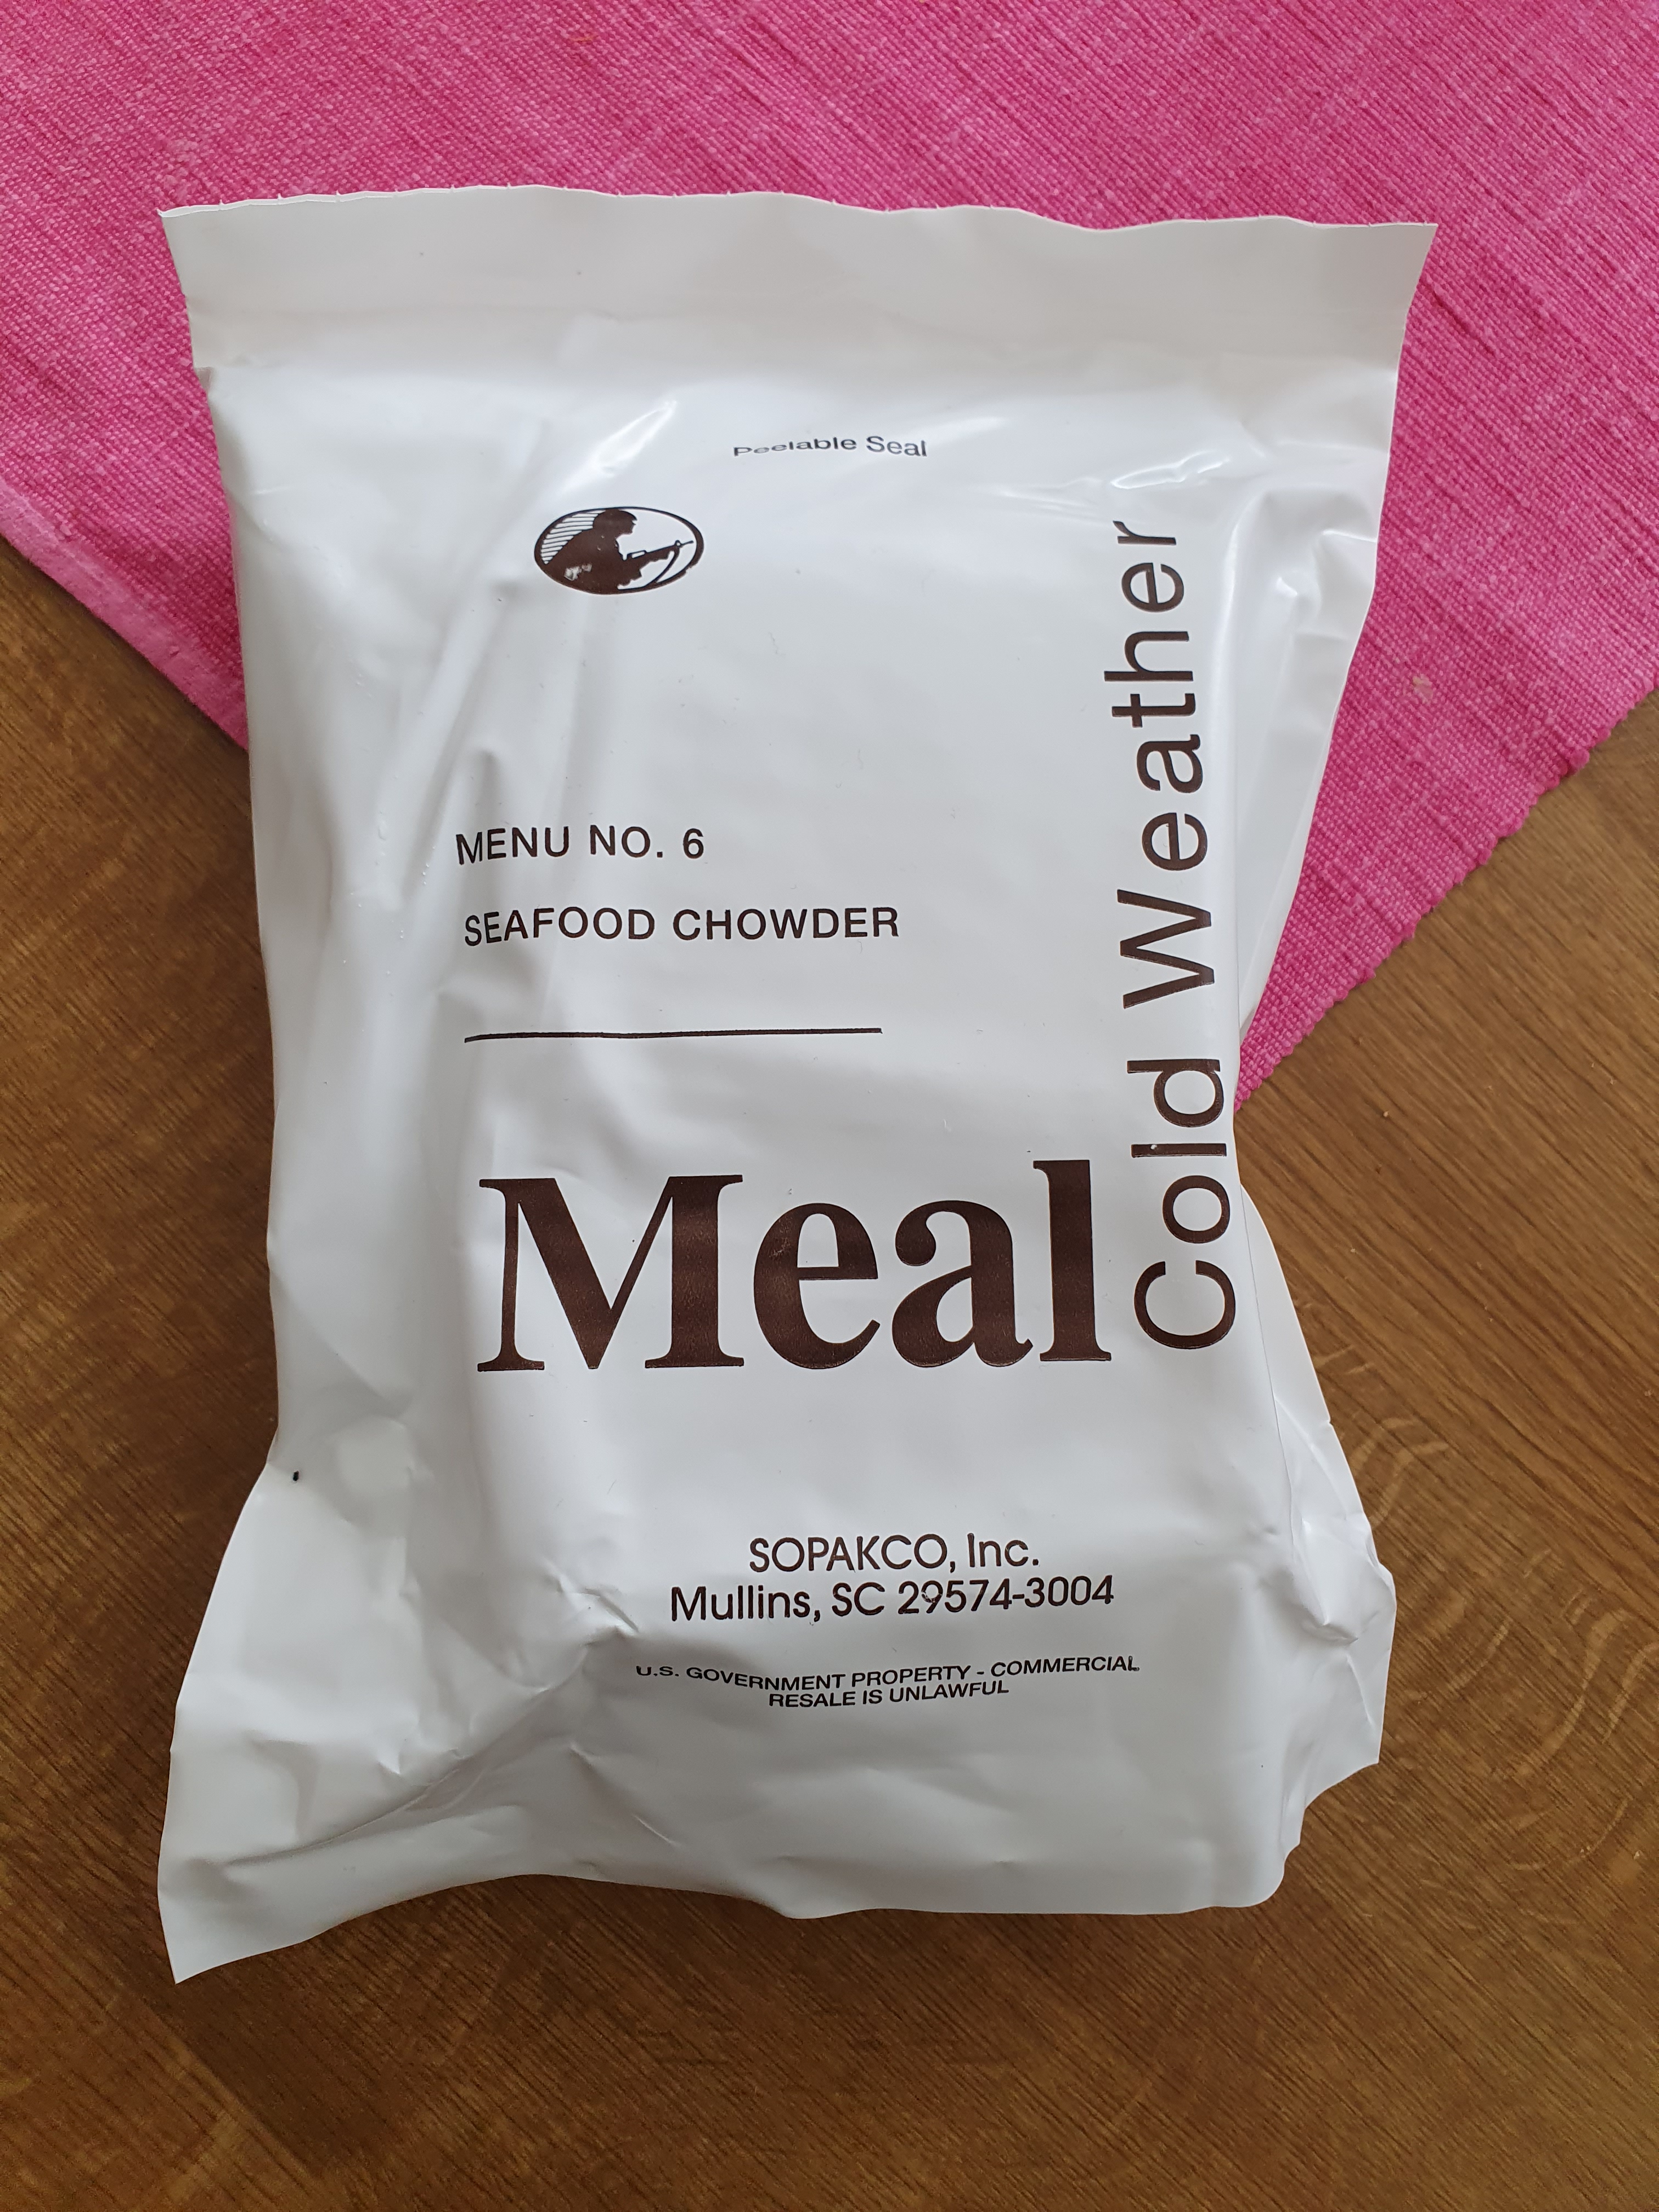 Peelable Seal
MENU NO. 6
SEAFOOD CHOWDER
Meal
Cold Weather
SOPAKCO, Inc.
Mullins, SC 29574-3004
U.S. GOVERNMENT PROPERTY - COMMERCIAL
RESALE IS UNLAWFUL